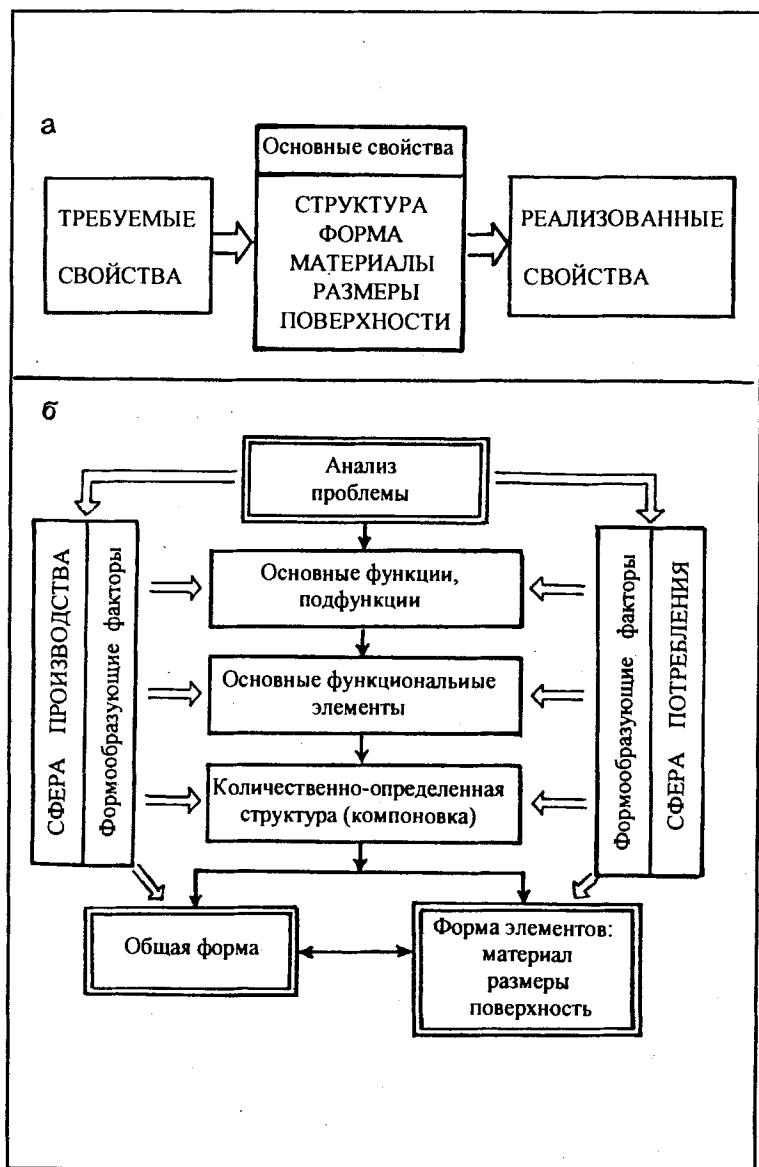 а
ТРЕБУЕМЫЕ
СВОЙСТВА
Основные свойства
СТРУКТУРА
ФОРМА
МАТЕРИАЛЫ
РАЗМЕРЫ
ПОВЕРХНОСТИ
РЕАЛИЗОВАННЫЕ
СВОЙСТВА
б
Анализ
проблемы
СФЕРА ПРОИЗВОДСТВА
Формообразующие факторы
Основные функции,
подфункции
Основные функциональиые
элементы
Количественно-определенная
структура (компоновка)
Формообразующие факторы
СФЕРА ПОТРЕБЛЕНИЯ
Общая форма
Форма элементов:
материал
размеры
поверхность